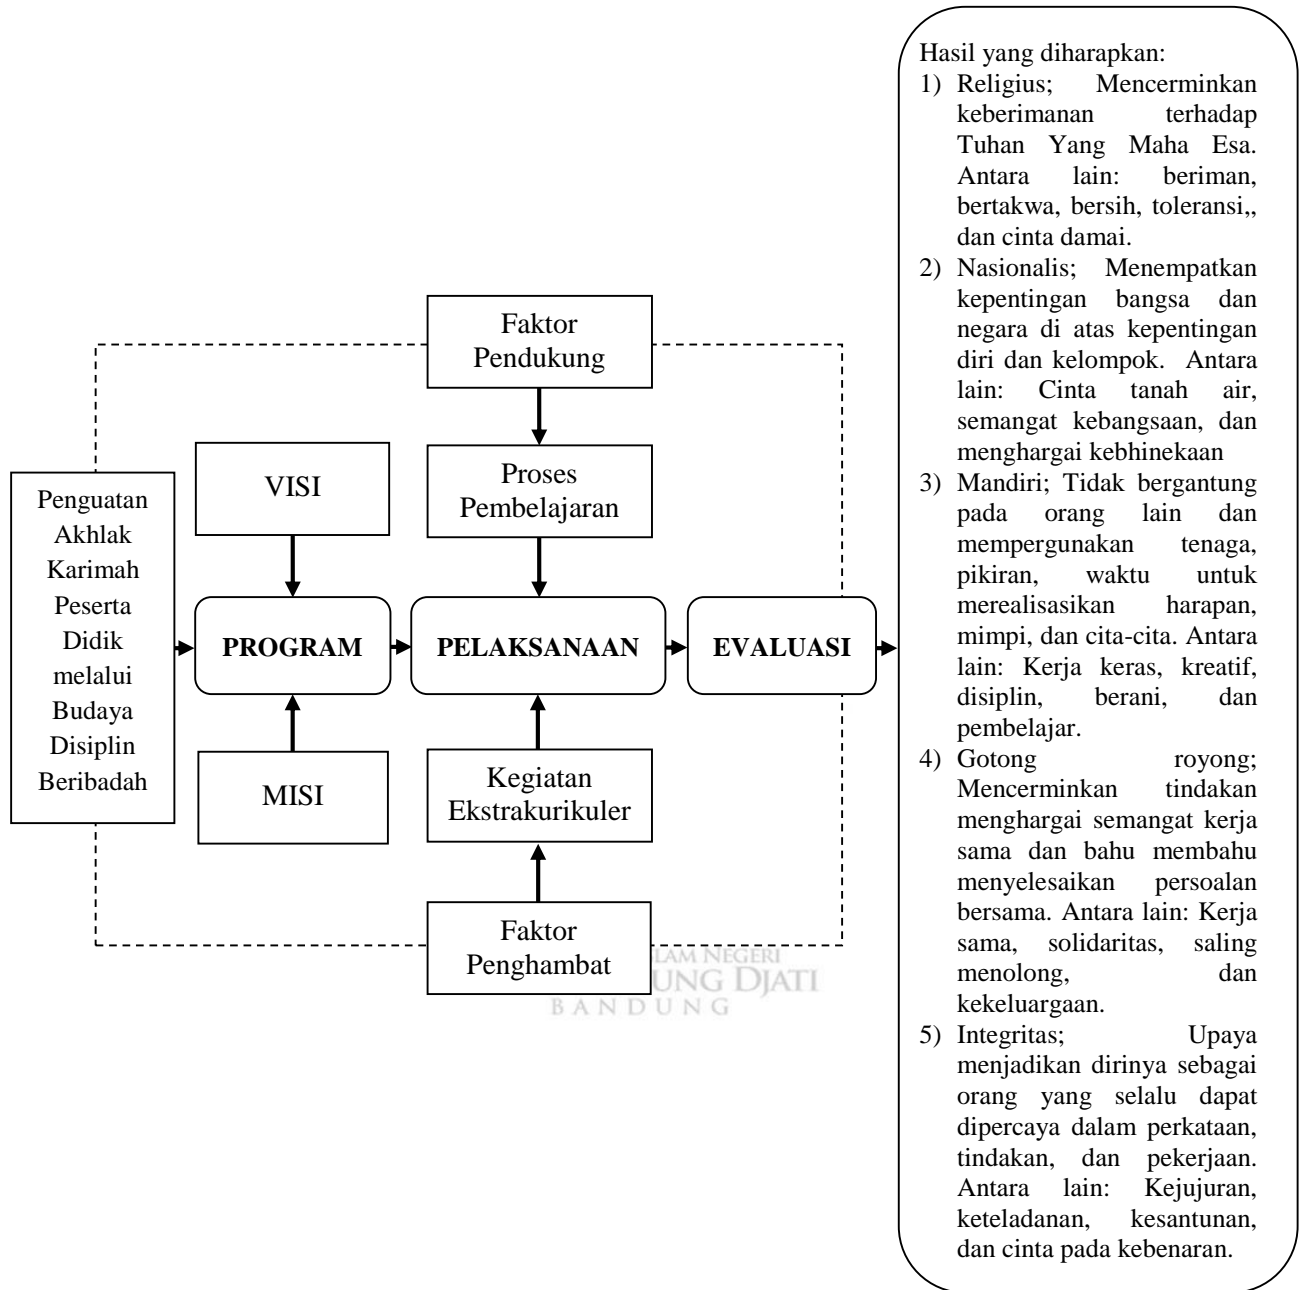 Hasil yang diharapkan:
1) Religius; Mencerminkan
keberimanan terhadap
Tuhan Yang Maha Esa.
Antara lain: beriman,
bertakwa, bersih, toleransi,,
dan cinta damai.
2) Nasionalis; Menempatkan
kepentingan bangsa dan
negara di atas kepentingan
diri dan kelompok. Antara
lain: Cinta tanah air,
semangat kebangsaan, dan
menghargai kebhinekaan
3) Mandiri; Tidak bergantung
pada orang lain dan
mempergunakan tenaga,
pikiran, waktu untuk
merealisasikan harapan,
mimpi, dan cita-cita. Antara
lain: Kerja keras, kreatif,
disiplin, berani, dan
pembelajar.
4) Gotong royong;
Mencerminkan tindakan
menghargai semangat kerja
sama dan bahu membahu
menyelesaikan persoalan
bersama. Antara lain: Kerja
sama, solidaritas, saling
menolong, dan
kekeluargaan.
5) Integritas; Upaya
menjadikan dirinya sebagai
orang yang selalu dapat
dipercaya dalam perkataan,
tindakan, dan pekerjaan.
Antara lain: Kejujuran,
keteladanan, kesantunan,
dan cinta pada kebenaran.
Faktor
Pendukung
Penguatan
Akhlak
Karimah
Peserta
Didik
melalui
Budaya
Disiplin
Beribadah
VISI
Proses
Pembelajaran
PROGRAM
PELAKSANAAN
EVALUASI
MISI
Kegiatan
Ekstrakurikuler
Faktor
Penghambat
LAM NEGERI
UNG DJATI
BANDUNG